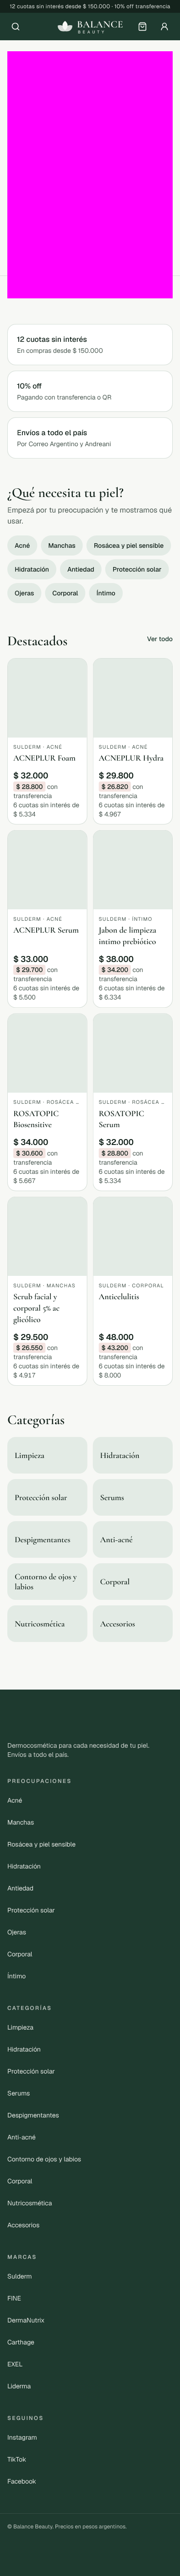 12 cuotas sin interés desde $ 150.000 · 10% off transferencia
BALANCE
BEAUTY
12 cuotas sin interés
En compras desde $ 150.000
10% off
Pagando con transferencia o QR
Envíos a todo el país
Por Correo Argentino y Andreani
¿Qué necesita tu piel?
Empezá por tu preocupación y te mostramos qué
usar.
Acné Manchas Rosácea y piel sensible
Hidratación Antiedad Protección solar
Ojeras Corporal Íntimo
Destacados Ver todo
SULDERM · ACNÉ
ACNEPLUR Foam
$ 32.000
$ 28.800 con
transferencia
6 cuotas sin interés de
$ 5.334
SULDERM · ACNÉ
ACNEPLUR Hydra
$ 29.800
$ 26.820 con
transferencia
6 cuotas sin interés de
$ 4.967
SULDERM · ACNÉ
ACNEPLUR Serum
$ 33.000
$ 29.700 con
transferencia
6 cuotas sin interés de
$ 5.500
SULDERM · ÍNTIMO
Jabon de limpieza
intimo prebiótico
$ 38.000
$ 34.200 con
transferencia
6 cuotas sin interés de
$ 6.334
SULDERM · ROSÁCEA ...
ROSATOPIC
Biosensitive
$ 34.000
$ 30.600 con
transferencia
6 cuotas sin interés de
$ 5.667
SULDERM · ROSÁCEA ...
ROSATOPIC
Serum
$ 32.000
$ 28.800 con
transferencia
6 cuotas sin interés de
$ 5.334
SULDERM · MANCHAS
Scrub facial y
corporal 5% ac
glicólico
$ 29.500
$ 26.550 con
transferencia
6 cuotas sin interés de
$ 4.917
SULDERM · CORPORAL
Anticelulitis
$ 48.000
$ 43.200 con
transferencia
6 cuotas sin interés de
$ 8.000
Categorías
Limpieza Hidratación
Protección solar Serums
Despigmentantes Anti-acné
Contorno de ojos y
labios
Corporal
Nutricosmética Accesorios
Dermocosmética para cada necesidad de tu piel.
Envíos a todo el país.
PREOCUPACIONES
Acné
Manchas
Rosácea y piel sensible
Hidratación
Antiedad
Protección solar
Ojeras
Corporal
Íntimo
CATEGORÍAS
Limpieza
Hidratación
Protección solar
Serums
Despigmentantes
Anti-acné
Contorno de ojos y labios
Corporal
Nutricosmética
Accesorios
MARCAS
Sulderm
FINE
DermaNutrix
Carthage
EXEL
Liderma
SEGUINOS
Instagram
TikTok
Facebook
© Balance Beauty. Precios en pesos argentinos.